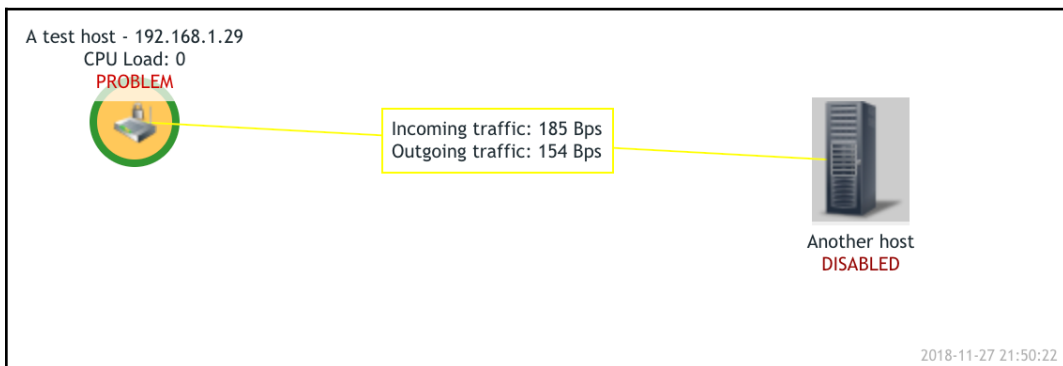 A test host - 192.168.1.29
CPU Load: 0
PROBLEM
Incoming traffic: 185 Bps
Outgoing traffic: 154 Bps
Another host
DISABLED
2018-11-27 21:50:22